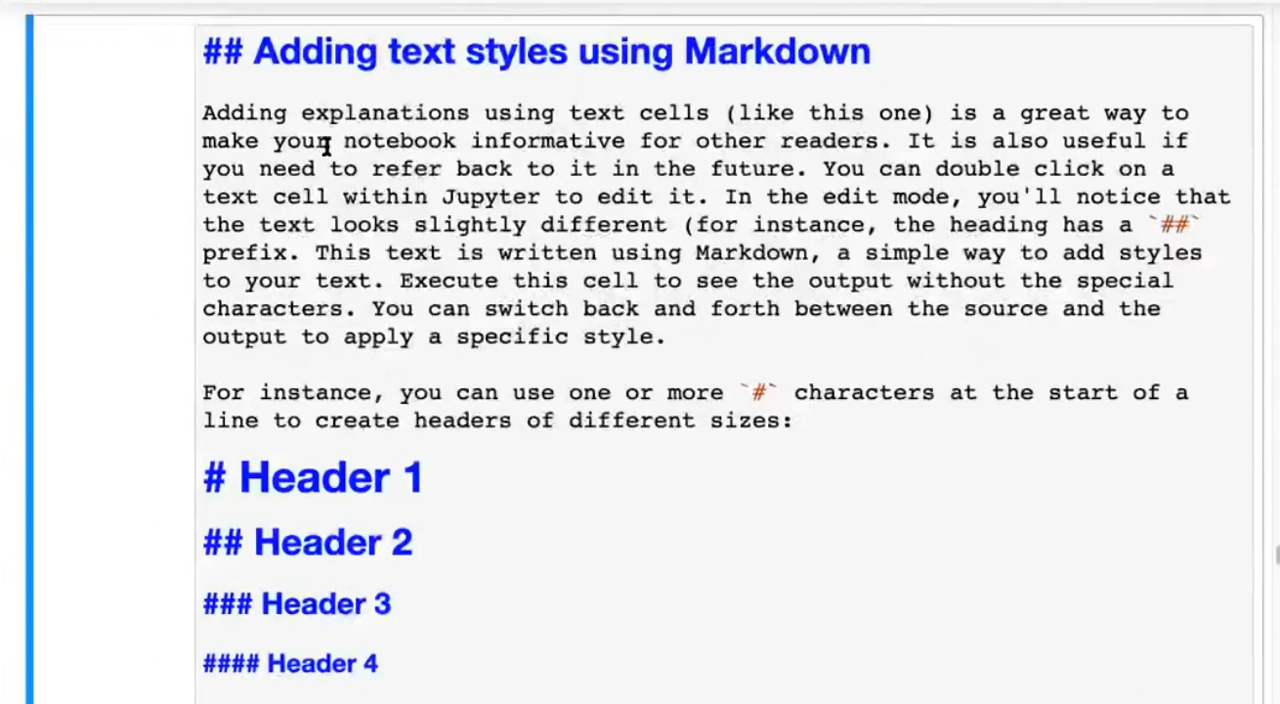 ## Adding text styles using Markdown
Adding explanations using text cells (like this one) is a great way to
make your notebook informative for other readers. It is also useful if
you need to refer back to it in the future. You can double click on a
text cell within Jupyter to edit it. In the edit mode, you'll notice that
the text looks slightly different (for instance, the heading has a `##`
prefix. This text is written using Markdown, a simple way to add styles
to your text. Execute this cell to see the output without the special
characters. You can switch back and forth between the source and the
output to apply a specific style.
For instance, you can use one or more `#` characters at the start of a
line to create headers of different sizes:
# Header 1
## Header 2
### Header 3
#### Header 4